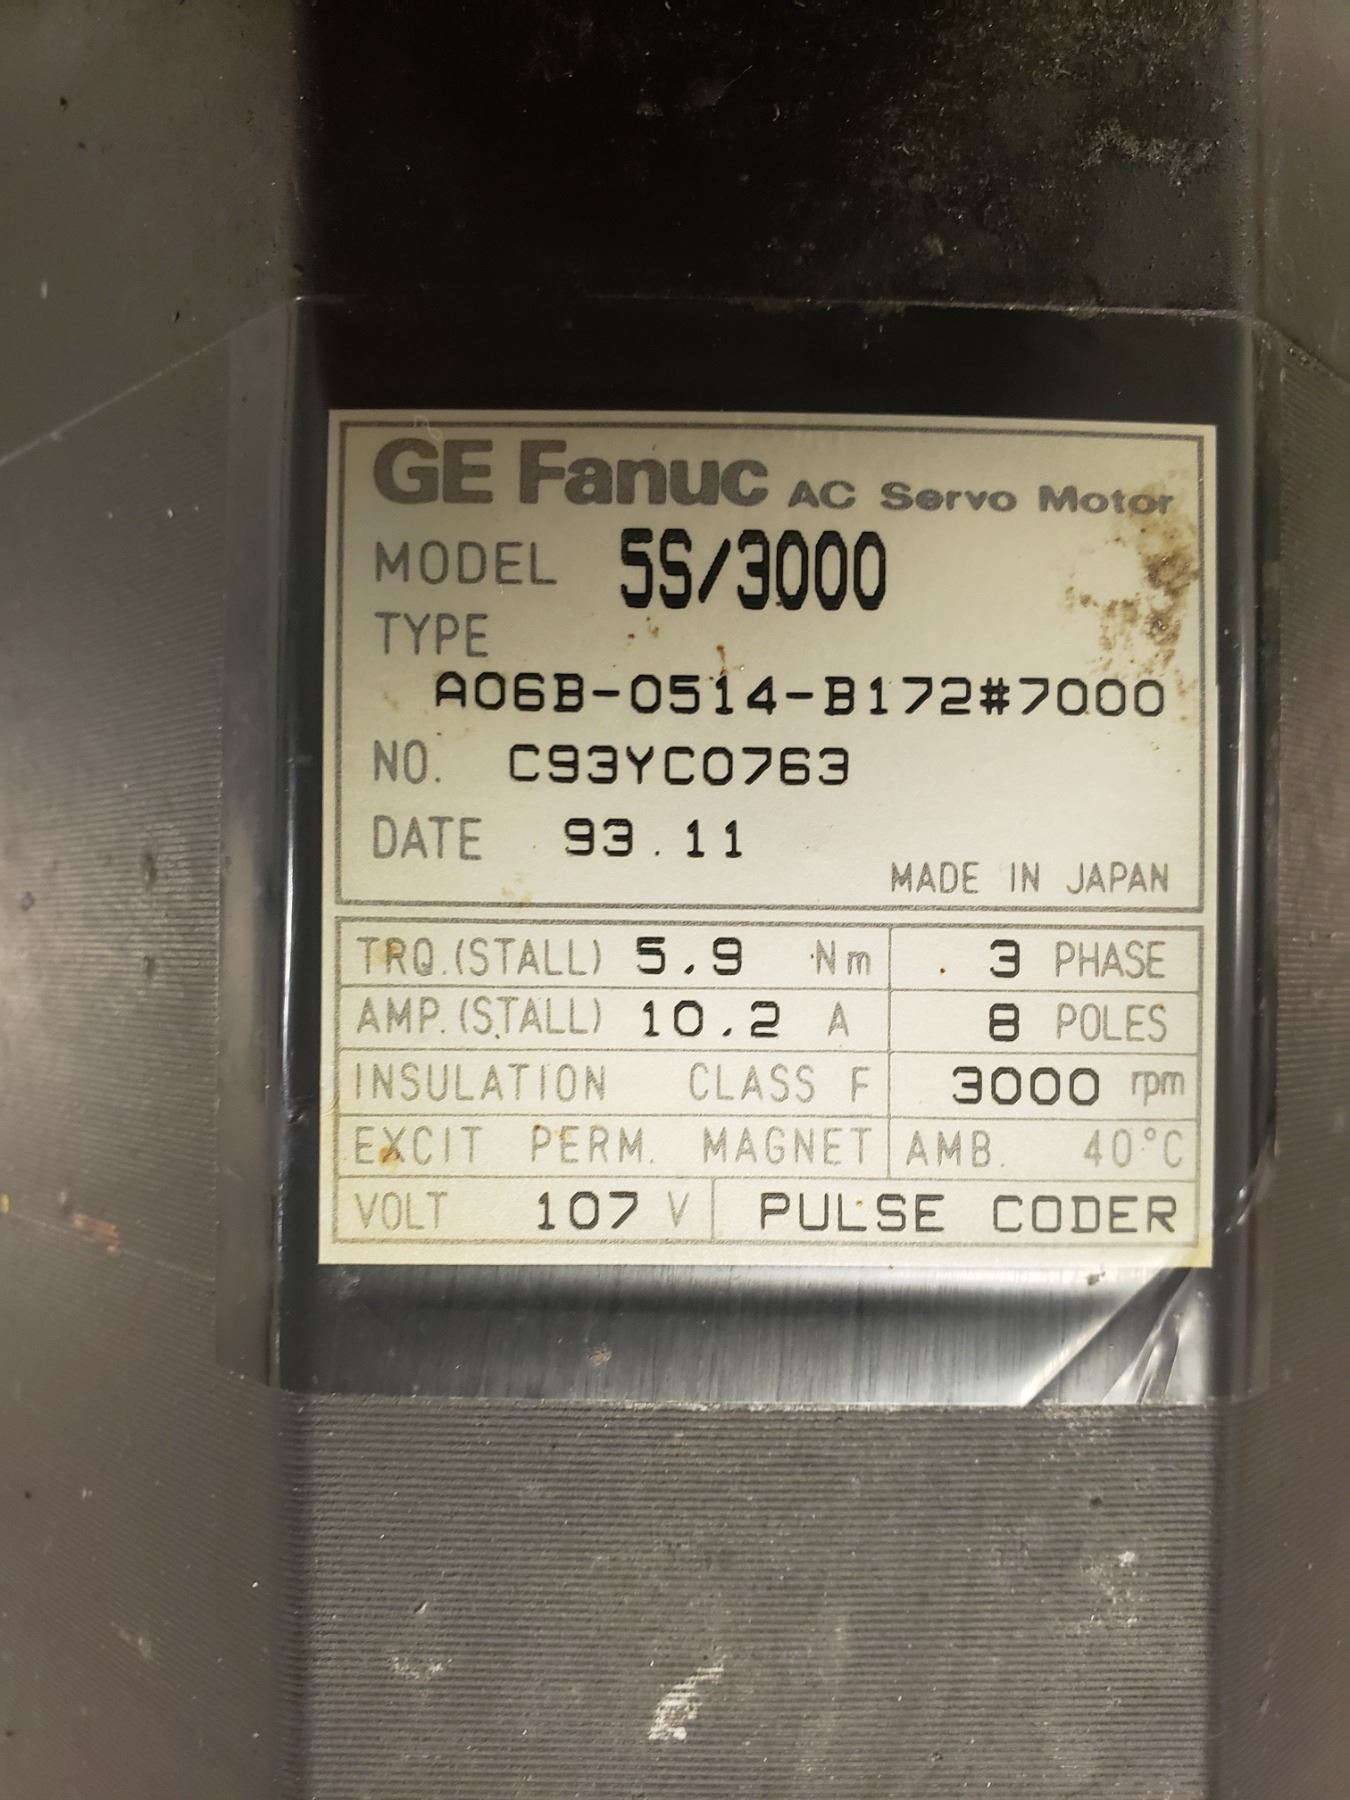 GE Fanuc AC Servo Motor
MODEL 5S/3000
TYPE
A06B-0514-B172#7000
NO. C93YC0763
DATE 93.11
MADE IN JAPAN
TRQ.(STALL) 5.9 Nm 3 PHASE
AMP.(STALL) 10.2 A 8 POLES
INSULATION CLASS F 3000 rpm
EXCIT PERM. MAGNET AMB. 40°C
VOLT 107 V PULSE CODER